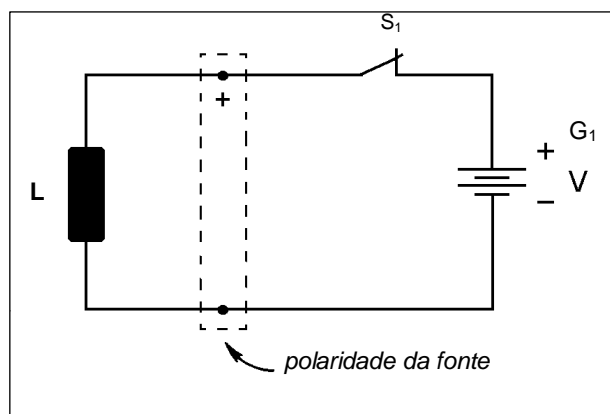 S₁
+
G₁
+
L
V
−
polaridade da fonte